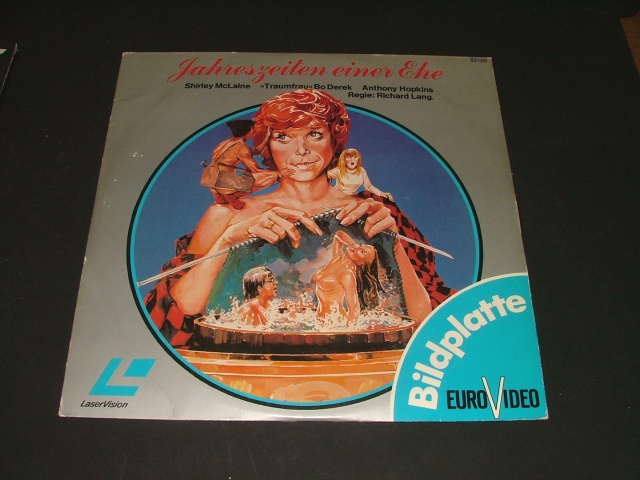 Jahreszeiten einer Ehe
Shirley McLaine »Traumfrau« Bo Derek Anthony Hopkins
Regie: Richard Lang.
Bildplatte
EUROVIDEO
LaserVision